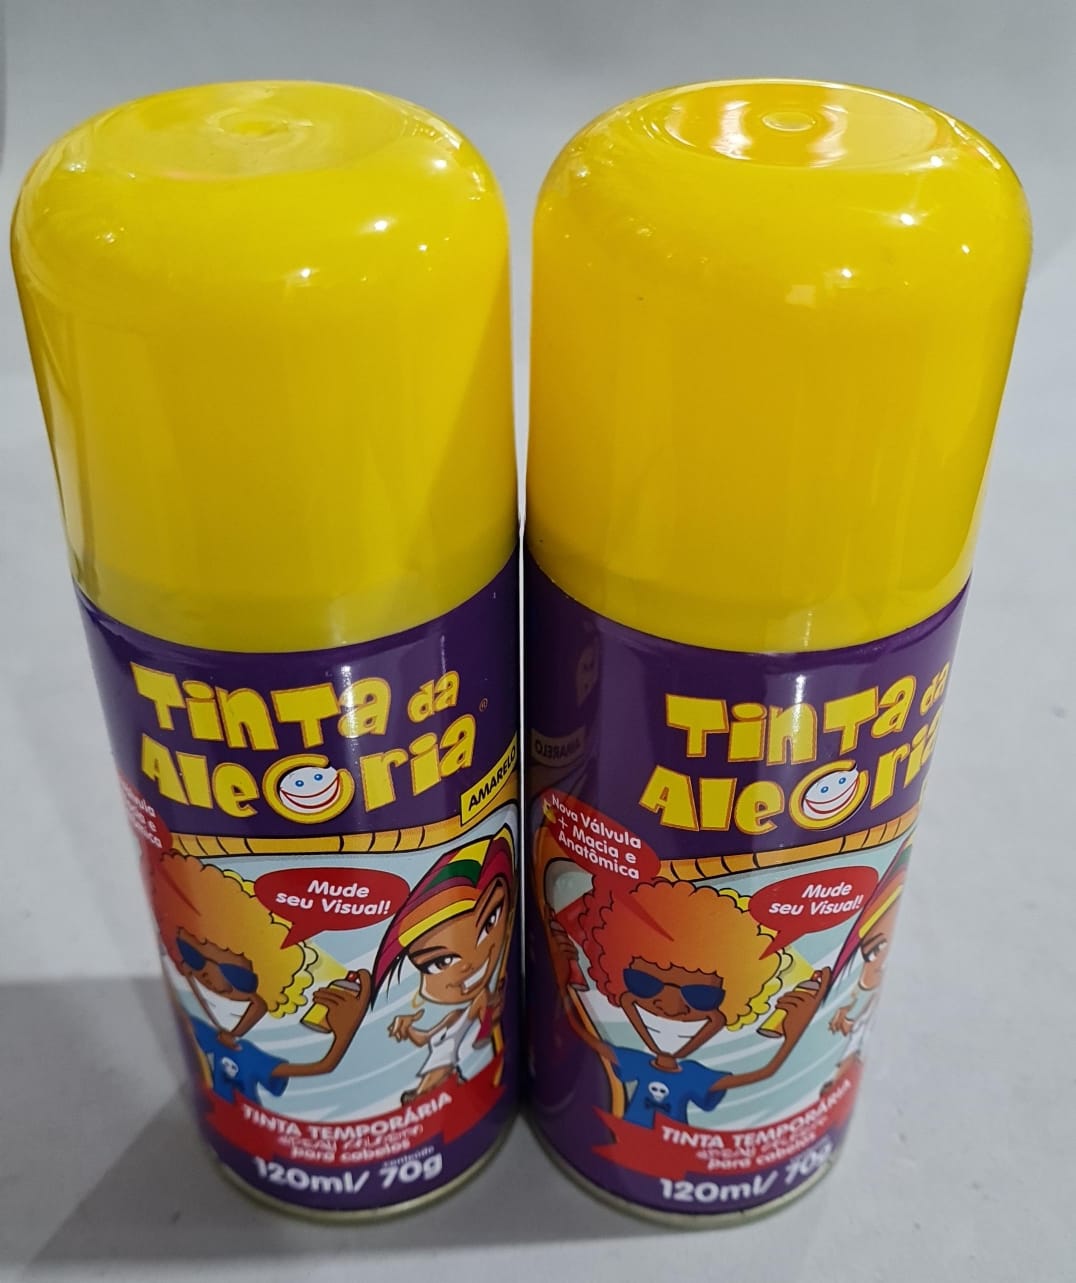 Tinta da
Alegria®
AMARELO
Mude
seu Visual!
TINTA TEMPORÁRIA
para cabelos
conteúdo
120ml/ 70g
Tinta da
Alegria
Nova Válvula
+ Macia e
Anatômica
Mude
seu Visual!
TINTA TEMPORÁRIA
para cabelos
120ml/ 70g